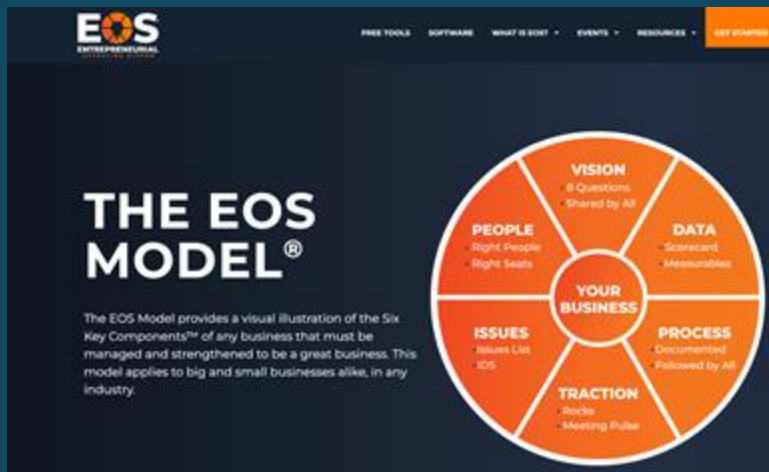 EOS
ENTREPRENEURIAL
OPERATING SYSTEM
FREE TOOLS SOFTWARE WHAT IS EOS? EVENTS RESOURCES GET STARTED
THE EOS
MODEL®
The EOS Model provides a visual illustration of the Six
Key Components™ of any business that must be
managed and strengthened to be a great business. This
model applies to big and small businesses alike, in any
industry.
VISION
• 8 Questions
• Shared by All
PEOPLE
• Right People
• Right Seats
DATA
• Scorecard
• Measurables
YOUR
BUSINESS
ISSUES
• Issues List
• IDS
PROCESS
• Documented
• Followed by All
TRACTION
• Rocks
• Meeting Pulse